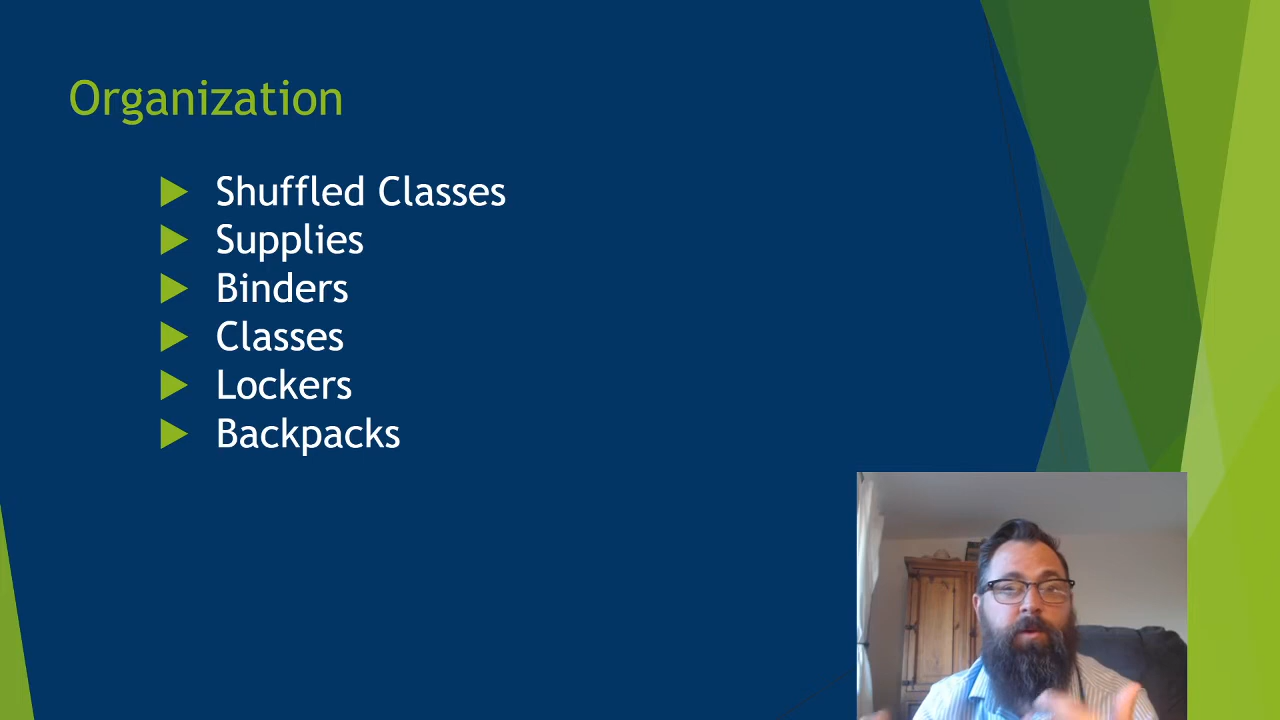 Organization
Shuffled Classes
Supplies
Binders
Classes
Lockers
Backpacks